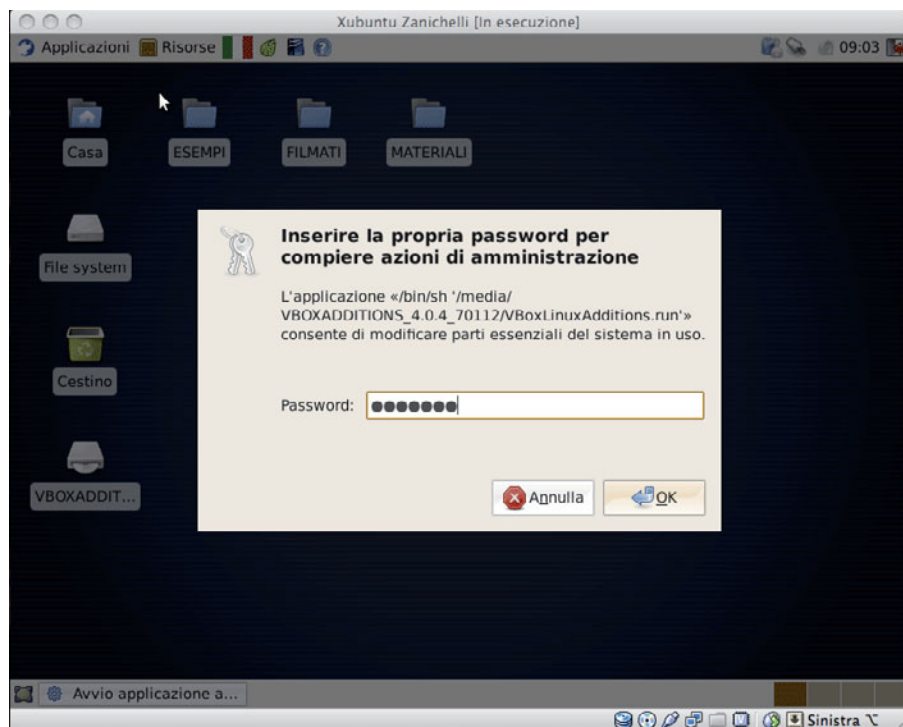 Xubuntu Zanichelli [In esecuzione]
Applicazioni Risorse 09:03
Casa ESEMPI FILMATI MATERIALI
File system
Cestino
VBOXADDIT...
Inserire la propria password per
compiere azioni di amministrazione
L'applicazione «/bin/sh '/media/
VBOXADDITIONS_4.0.4_70112/VBoxLinuxAdditions.run'»
consente di modificare parti essenziali del sistema in uso.
Password:
Annulla OK
Avvio applicazione a...
Sinistra ⌥